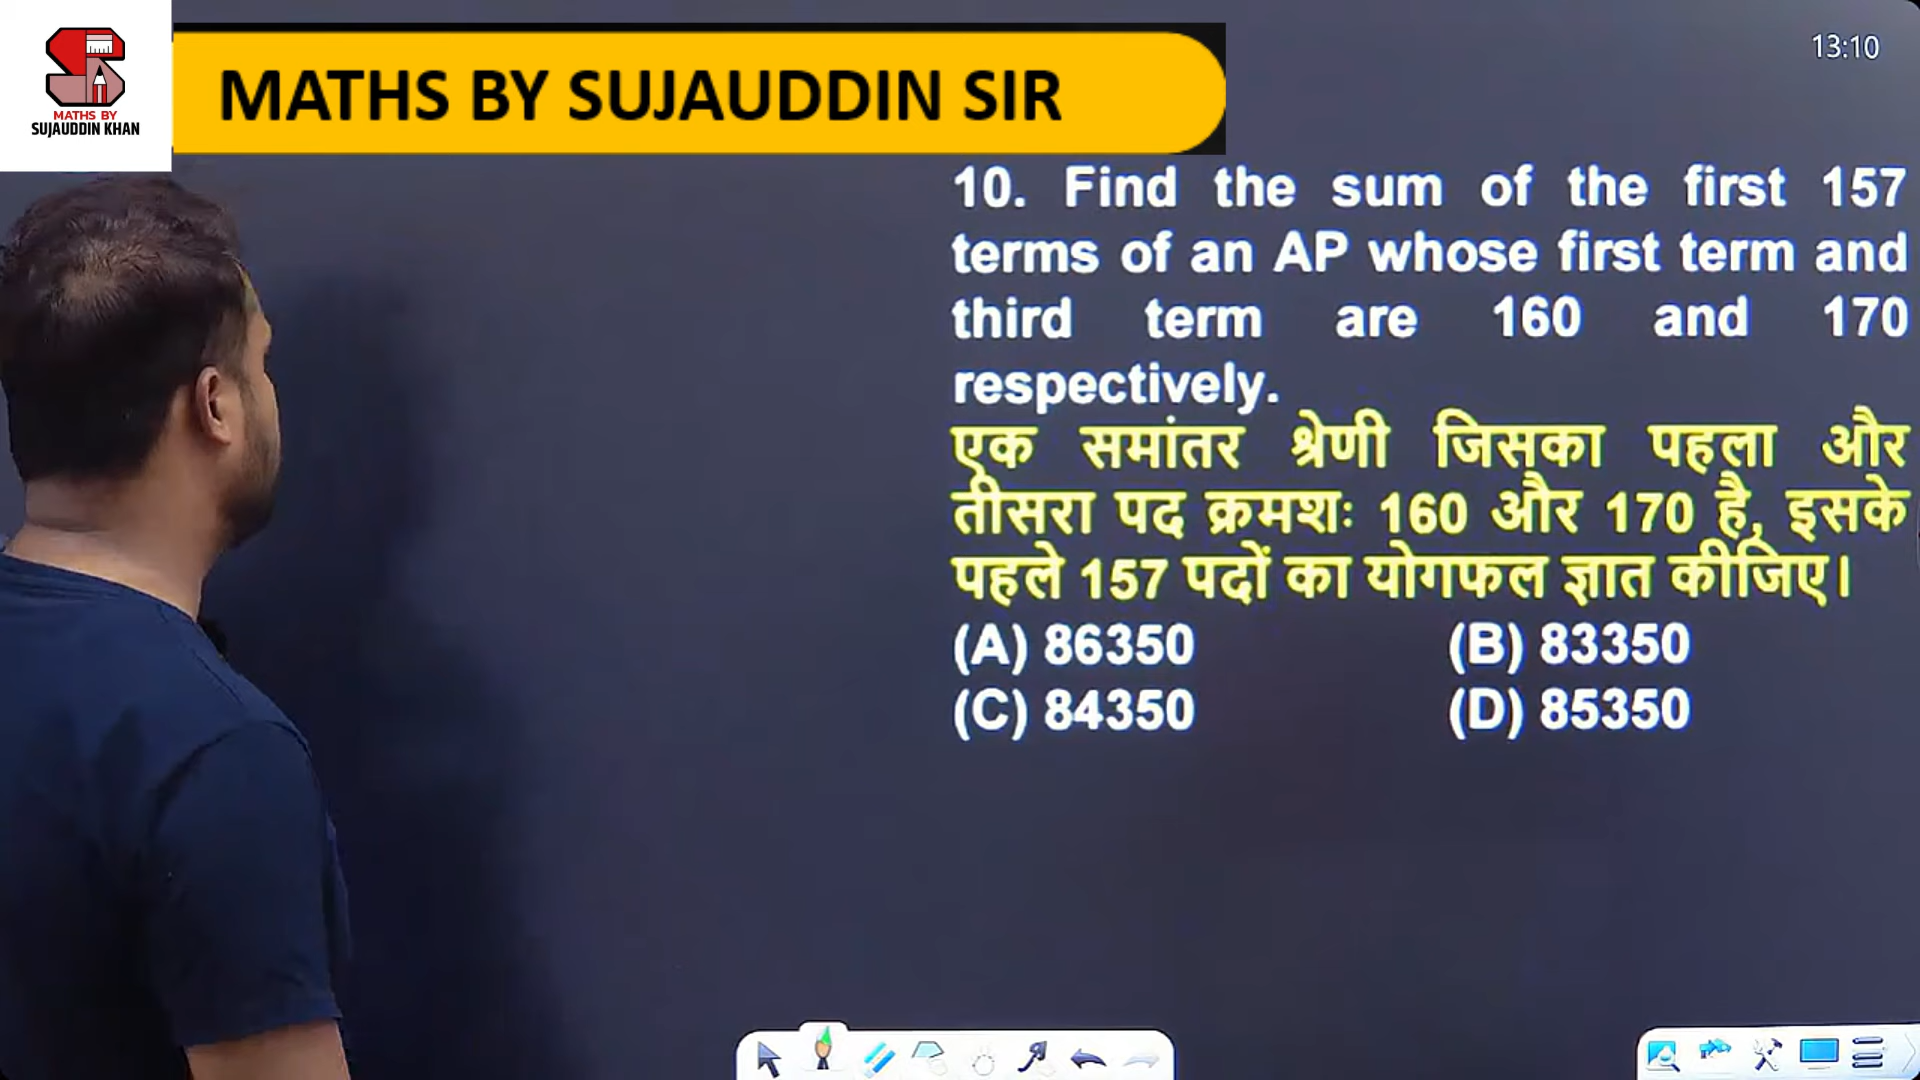 MATHS BY SUJAUDDIN SIR
MATHS BY
SUJAUDDIN KHAN
13:10
10. Find the sum of the first 157
terms of an AP whose first term and
third term are 160 and 170
respectively.
एक समांतर श्रेणी जिसका पहला और
तीसरा पद क्रमशः 160 और 170 है, इसके
पहले 157 पदों का योगफल ज्ञात कीजिए।
(A) 86350 (B) 83350
(C) 84350 (D) 85350